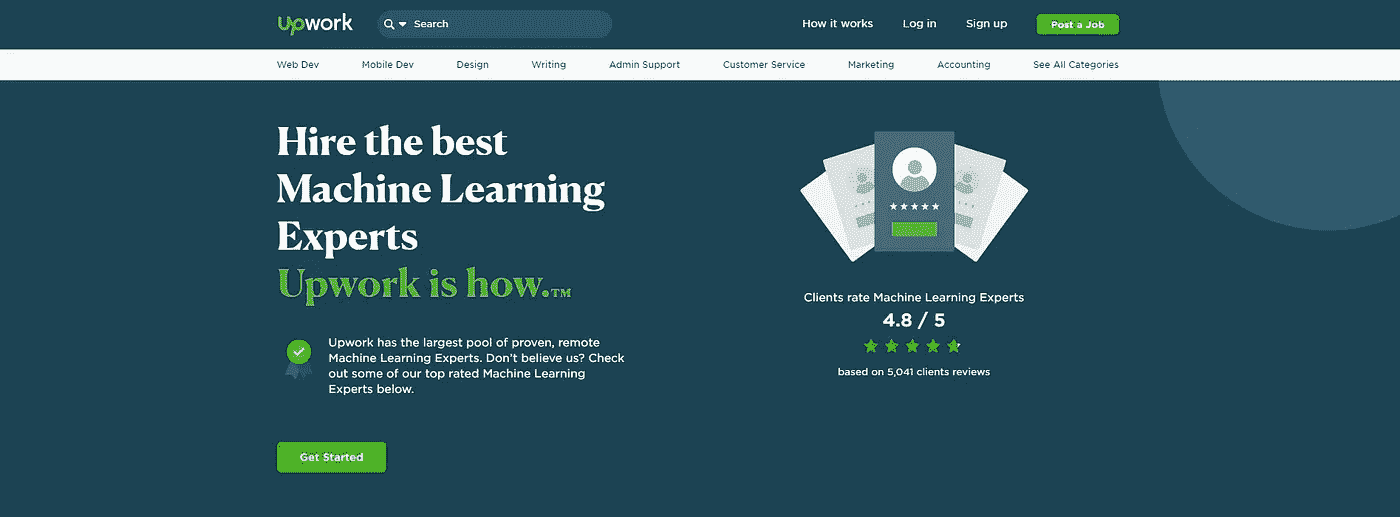 Upwork
Search
How it works
Log in
Sign up
Post a Job
Web Dev
Mobile Dev
Design
Writing
Admin Support
Customer Service
Marketing
Accounting
See All Categories
Hire the best
Machine Learning
Experts
Upwork is how.™
Upwork has the largest pool of proven, remote
Machine Learning Experts. Don't believe us? Check
out some of our top rated Machine Learning
Experts below.
Get Started
Clients rate Machine Learning Experts
4.8 / 5
based on 5,041 clients reviews